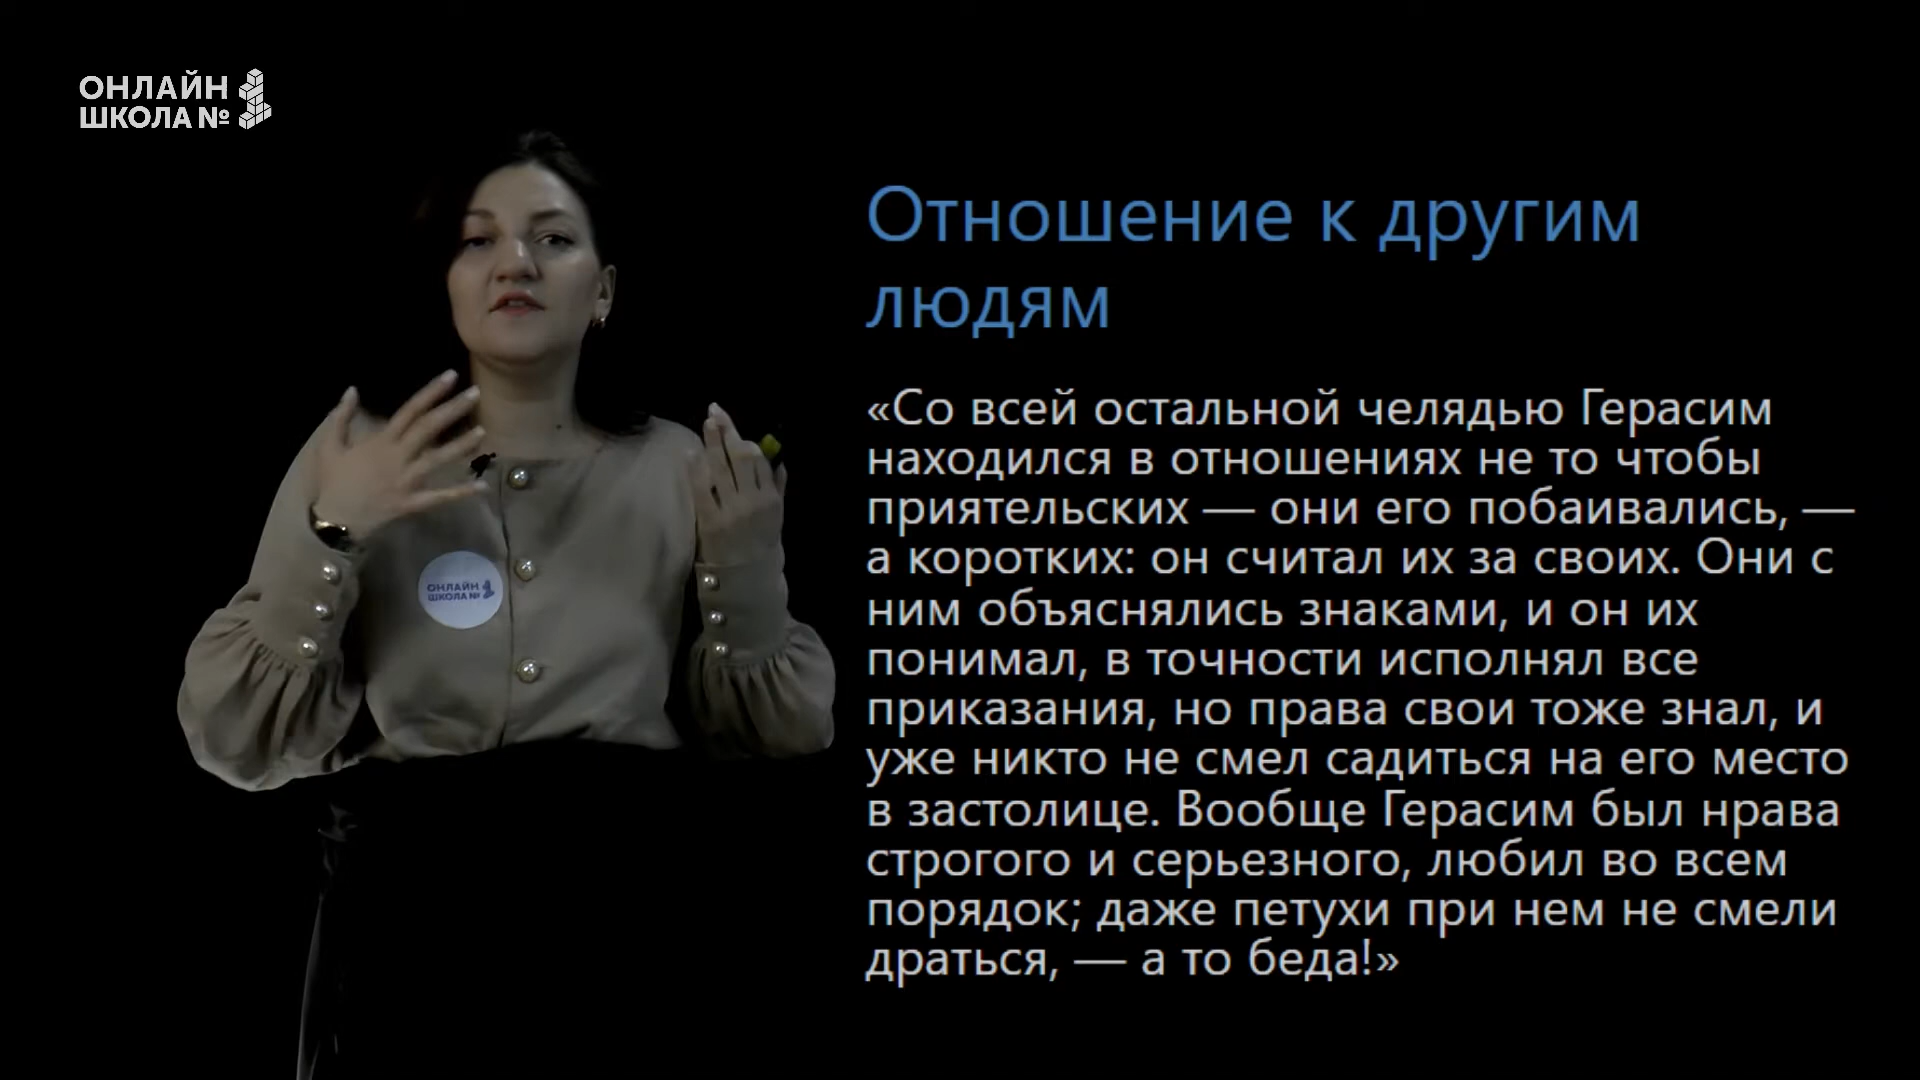 ОНЛАЙН
ШКОЛА №
Отношение к другим
людям
«Со всей остальной челядью Герасим
находился в отношениях не то чтобы
приятельских — они его побаивались, —
а коротких: он считал их за своих. Они с
ним объяснялись знаками, и он их
понимал, в точности исполнял все
приказания, но права свои тоже знал, и
уже никто не смел садиться на его место
в застолице. Вообще Герасим был нрава
строгого и серьезного, любил во всем
порядок; даже петухи при нем не смели
драться, — а то беда!»
ОНЛАЙН
ШКОЛА №